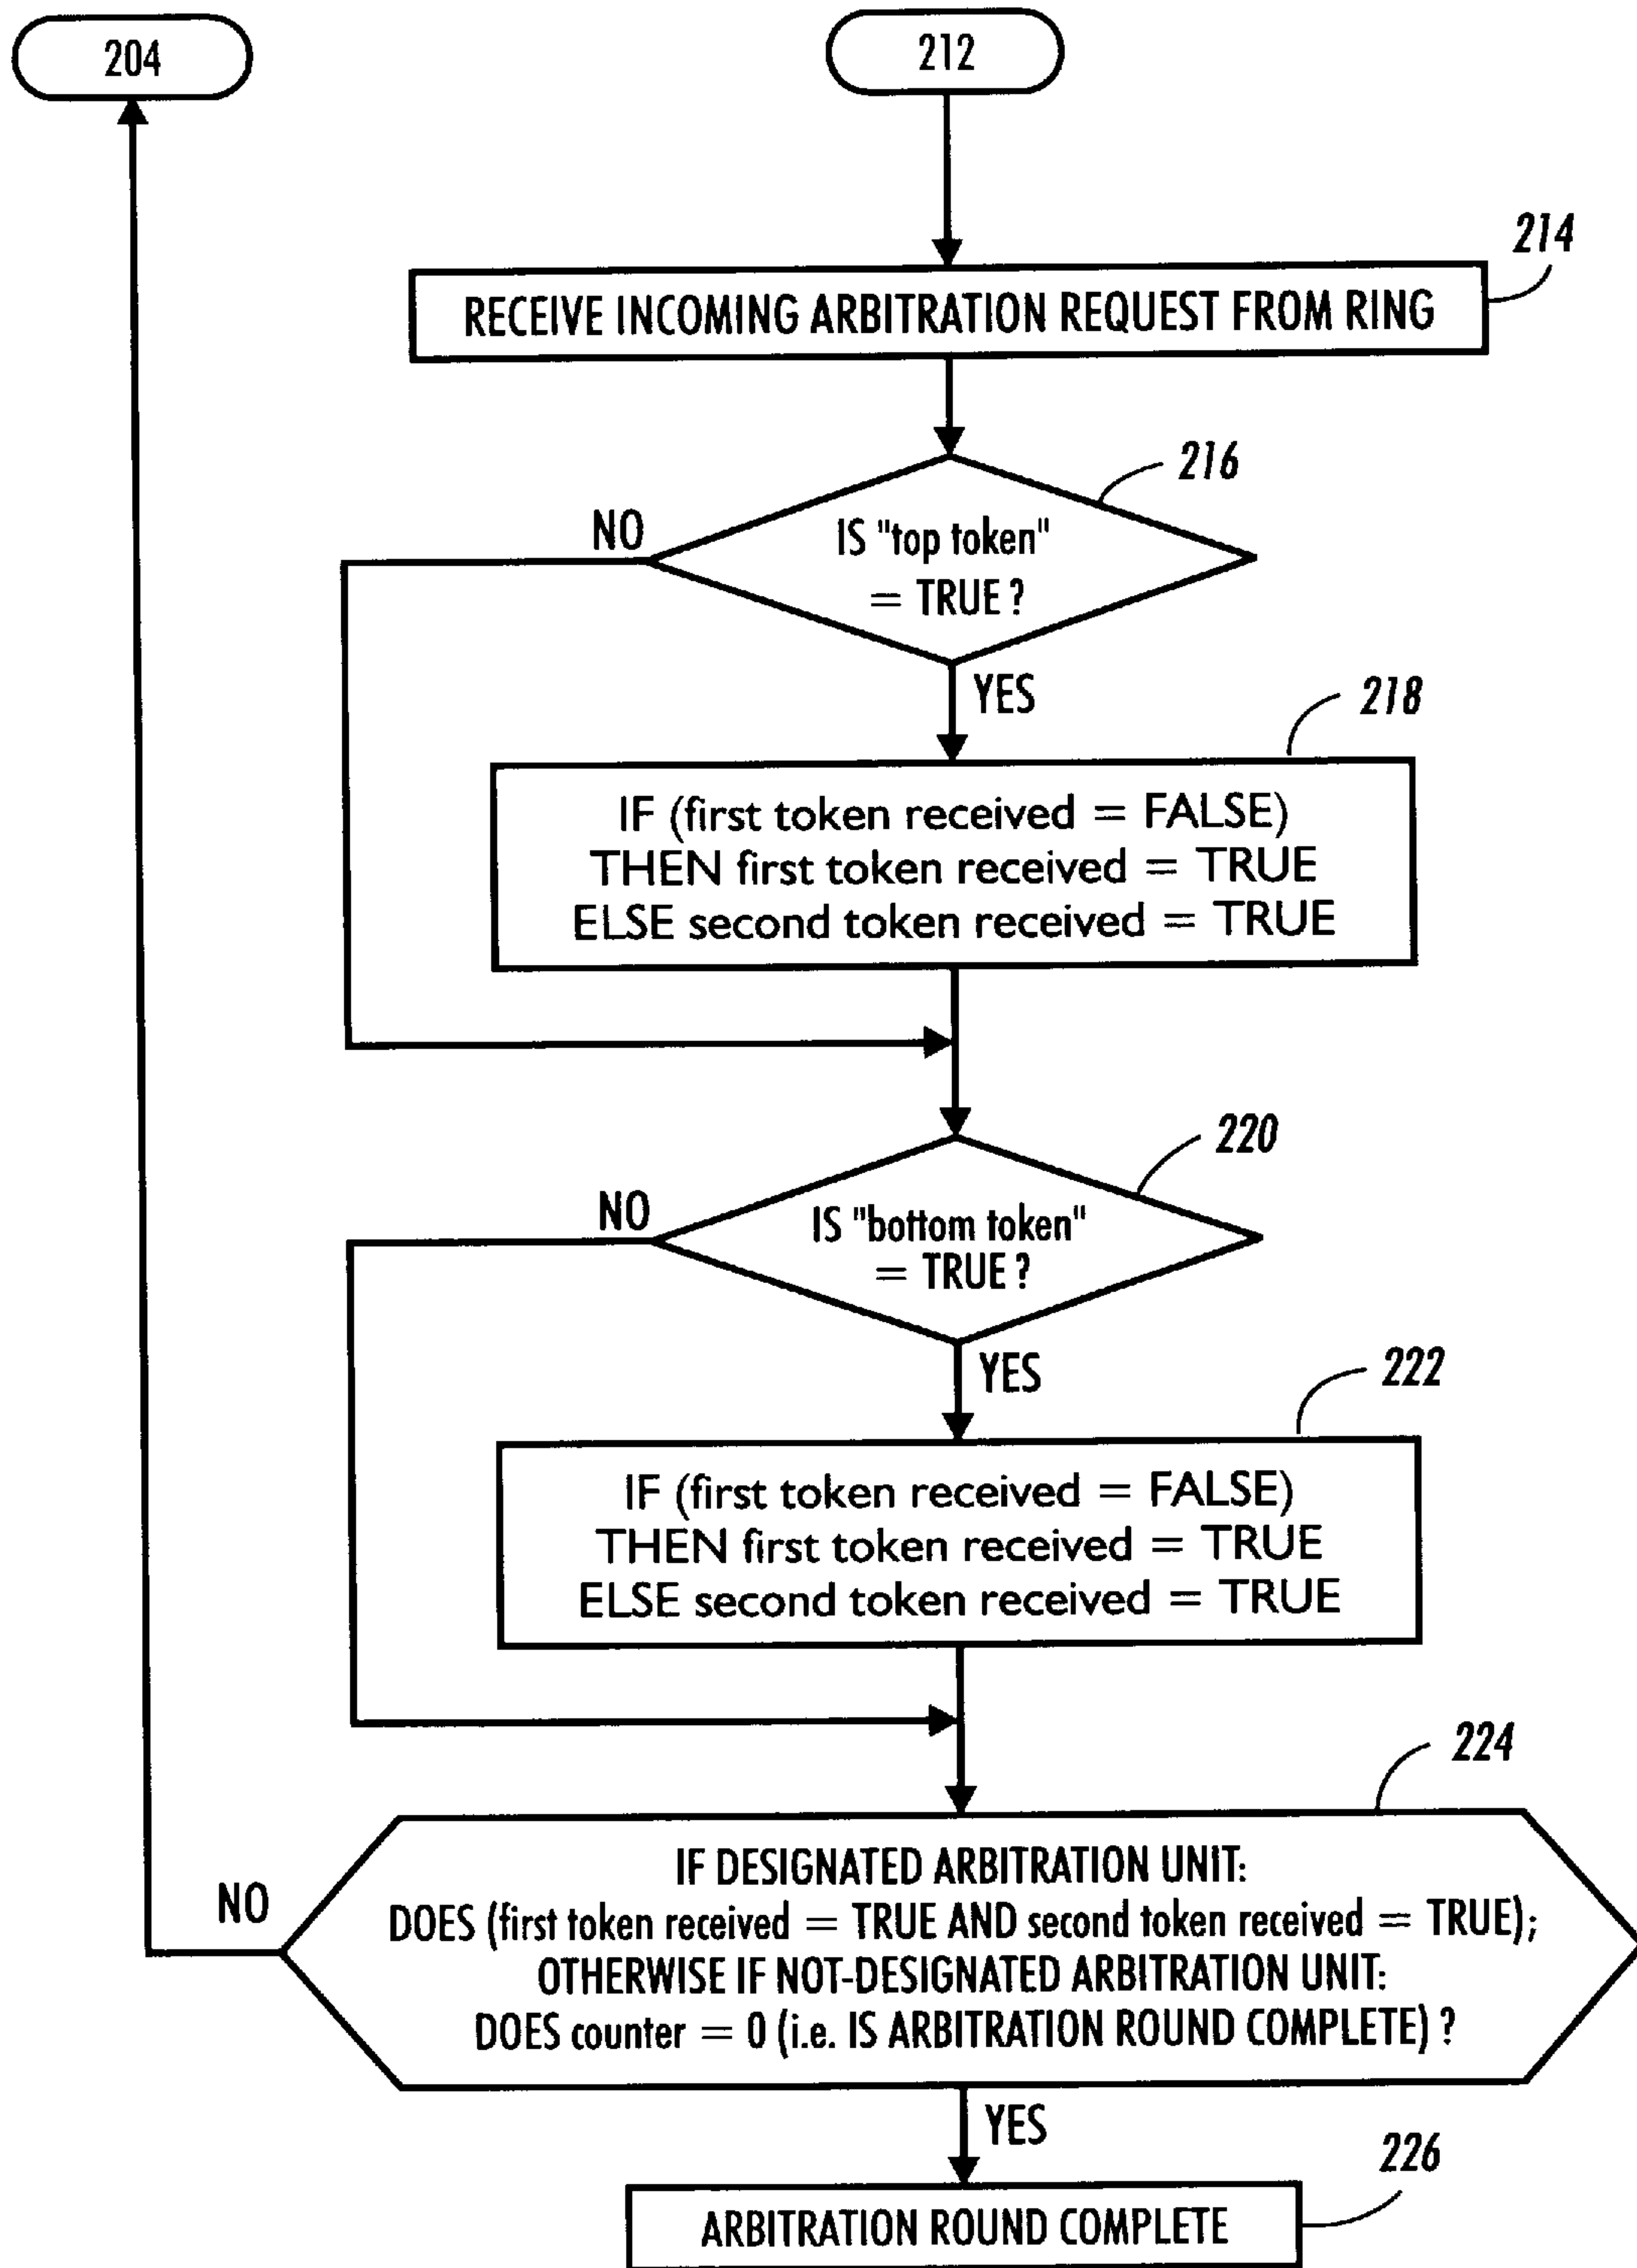 204
212
214
RECEIVE INCOMING ARBITRATION REQUEST FROM RING
216
NO
IS "top token"
= TRUE ?
YES
218
IF (first token received = FALSE)
THEN first token received = TRUE
ELSE second token received = TRUE
220
NO
IS "bottom token"
= TRUE ?
YES
222
IF (first token received = FALSE)
THEN first token received = TRUE
ELSE second token received = TRUE
224
NO
IF DESIGNATED ARBITRATION UNIT:
DOES (first token received = TRUE AND second token received = TRUE);
OTHERWISE IF NOT-DESIGNATED ARBITRATION UNIT:
DOES counter = 0 (i.e. IS ARBITRATION ROUND COMPLETE) ?
YES
226
ARBITRATION ROUND COMPLETE